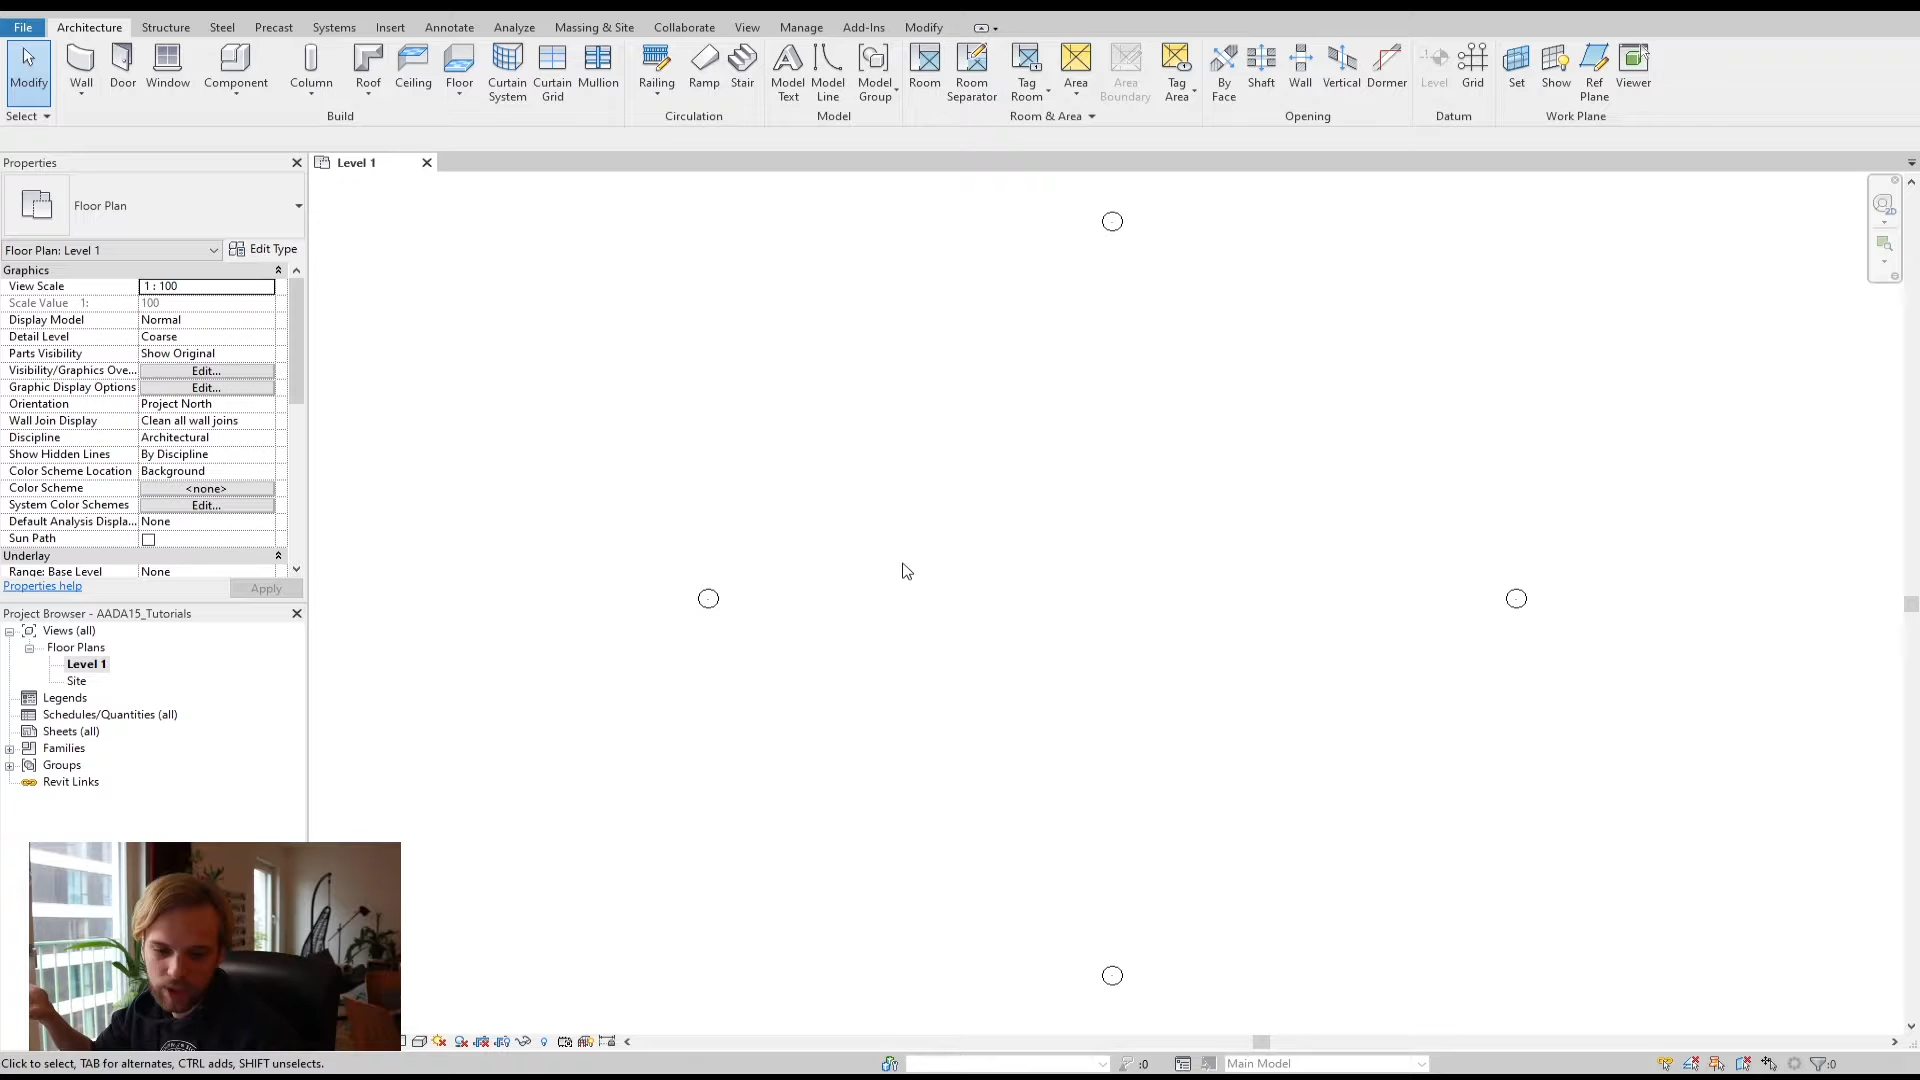 File Architecture Structure Steel Precast Systems Insert Annotate Analyze Massing & Site Collaborate View Manage Add-Ins Modify
Modify Wall Door Window Component Column Roof Ceiling Floor Curtain System Curtain Grid Mullion Railing Ramp Stair Model Text Model Line Model Group Room Room Separator Tag Room Area Area Boundary Tag Area By Face Shaft Wall Vertical Dormer Level Grid Set Show Ref Plane Viewer
Select Build Circulation Model Room & Area Opening Datum Work Plane
Properties
Level 1
Floor Plan
Floor Plan: Level 1 Edit Type
Graphics
View Scale 1 : 100
Scale Value 1: 100
Display Model Normal
Detail Level Coarse
Parts Visibility Show Original
Visibility/Graphics Ove... Edit...
Graphic Display Options Edit...
Orientation Project North
Wall Join Display Clean all wall joins
Discipline Architectural
Show Hidden Lines By Discipline
Color Scheme Location Background
Color Scheme <none>
System Color Schemes Edit...
Default Analysis Displa... None
Sun Path
Underlay
Range: Base Level None
Properties help Apply
Project Browser - AADA15_Tutorials
Views (all)
Floor Plans
Level 1
Site
Legends
Schedules/Quantities (all)
Sheets (all)
Families
Groups
Revit Links
2D
Click to select, TAB for alternates, CTRL adds, SHIFT unselects.
:0
Main Model
:0